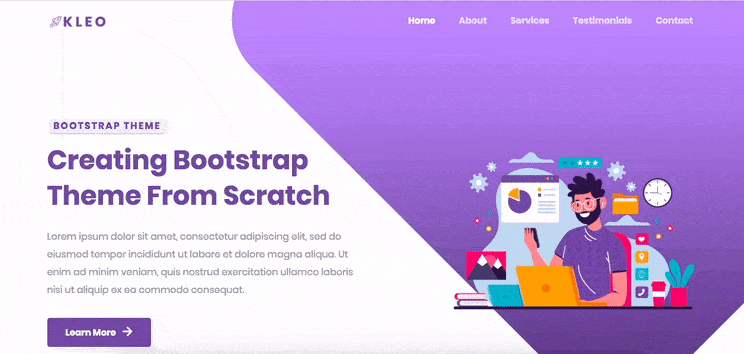 KLEO
Home About Services Testimonials Contact
BOOTSTRAP THEME
Creating Bootstrap
Theme From Scratch
Lorem ipsum dolor sit amet, consectetur adipiscing elit, sed do
eiusmod tempor incididunt ut labore et dolore magna aliqua. Ut
enim ad minim veniam, quis nostrud exercitation ullamco laboris
nisi ut aliquip ex ea commodo consequat.
Learn More